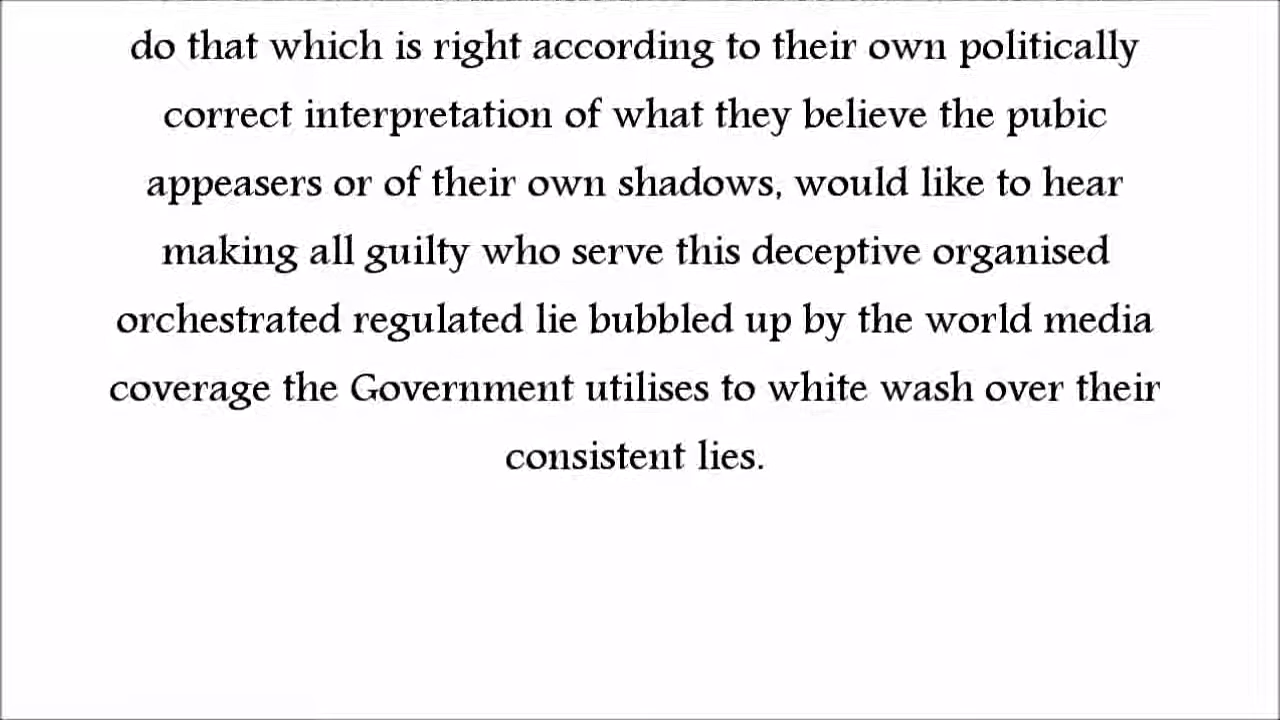 do that which is right according to their own politically
correct interpretation of what they believe the pubic
appeasers or of their own shadows, would like to hear
making all guilty who serve this deceptive organised
orchestrated regulated lie bubbled up by the world media
coverage the Government utilises to white wash over their
consistent lies.